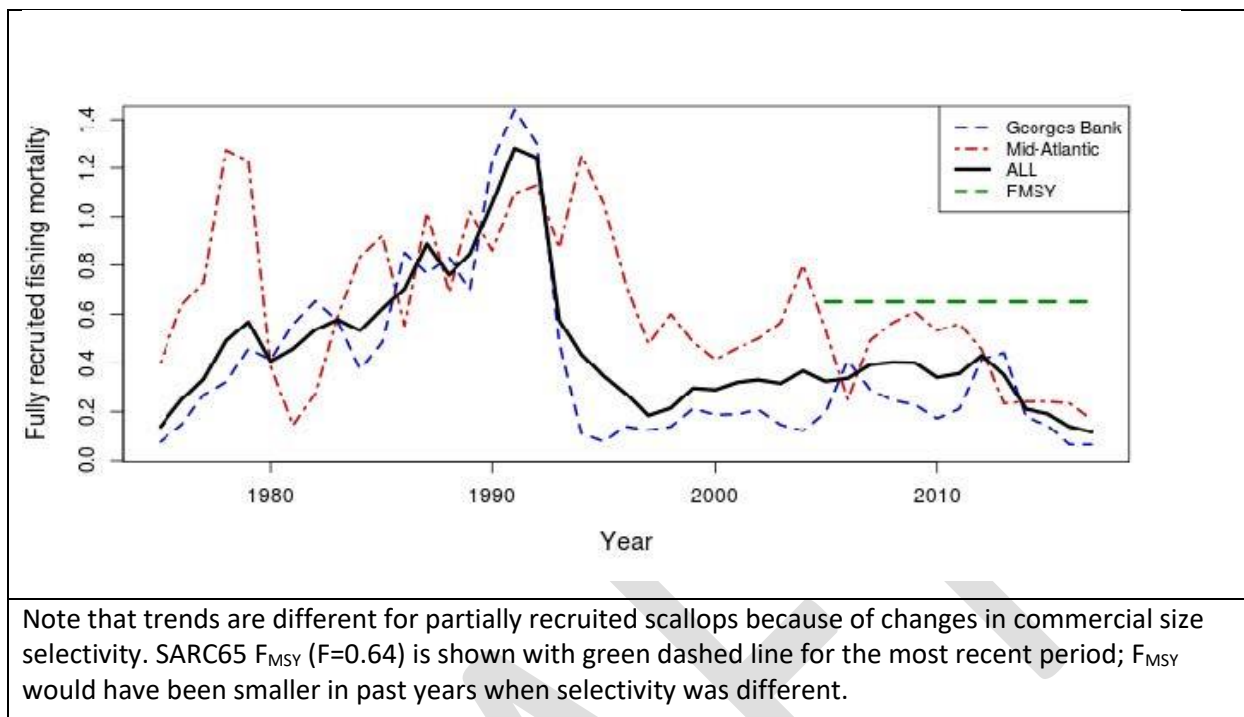 Fully recruited fishing mortality
0.0 0.2 0.4 0.6 0.8 1.0 1.2 1.4
Georges Bank
Mid-Atlantic
ALL
FMSY
1980 1990 2000 2010
Year
Note that trends are different for partially recruited scallops because of changes in commercial size
selectivity. SARC65 FMSY (F=0.64) is shown with green dashed line for the most recent period; FMSY
would have been smaller in past years when selectivity was different.